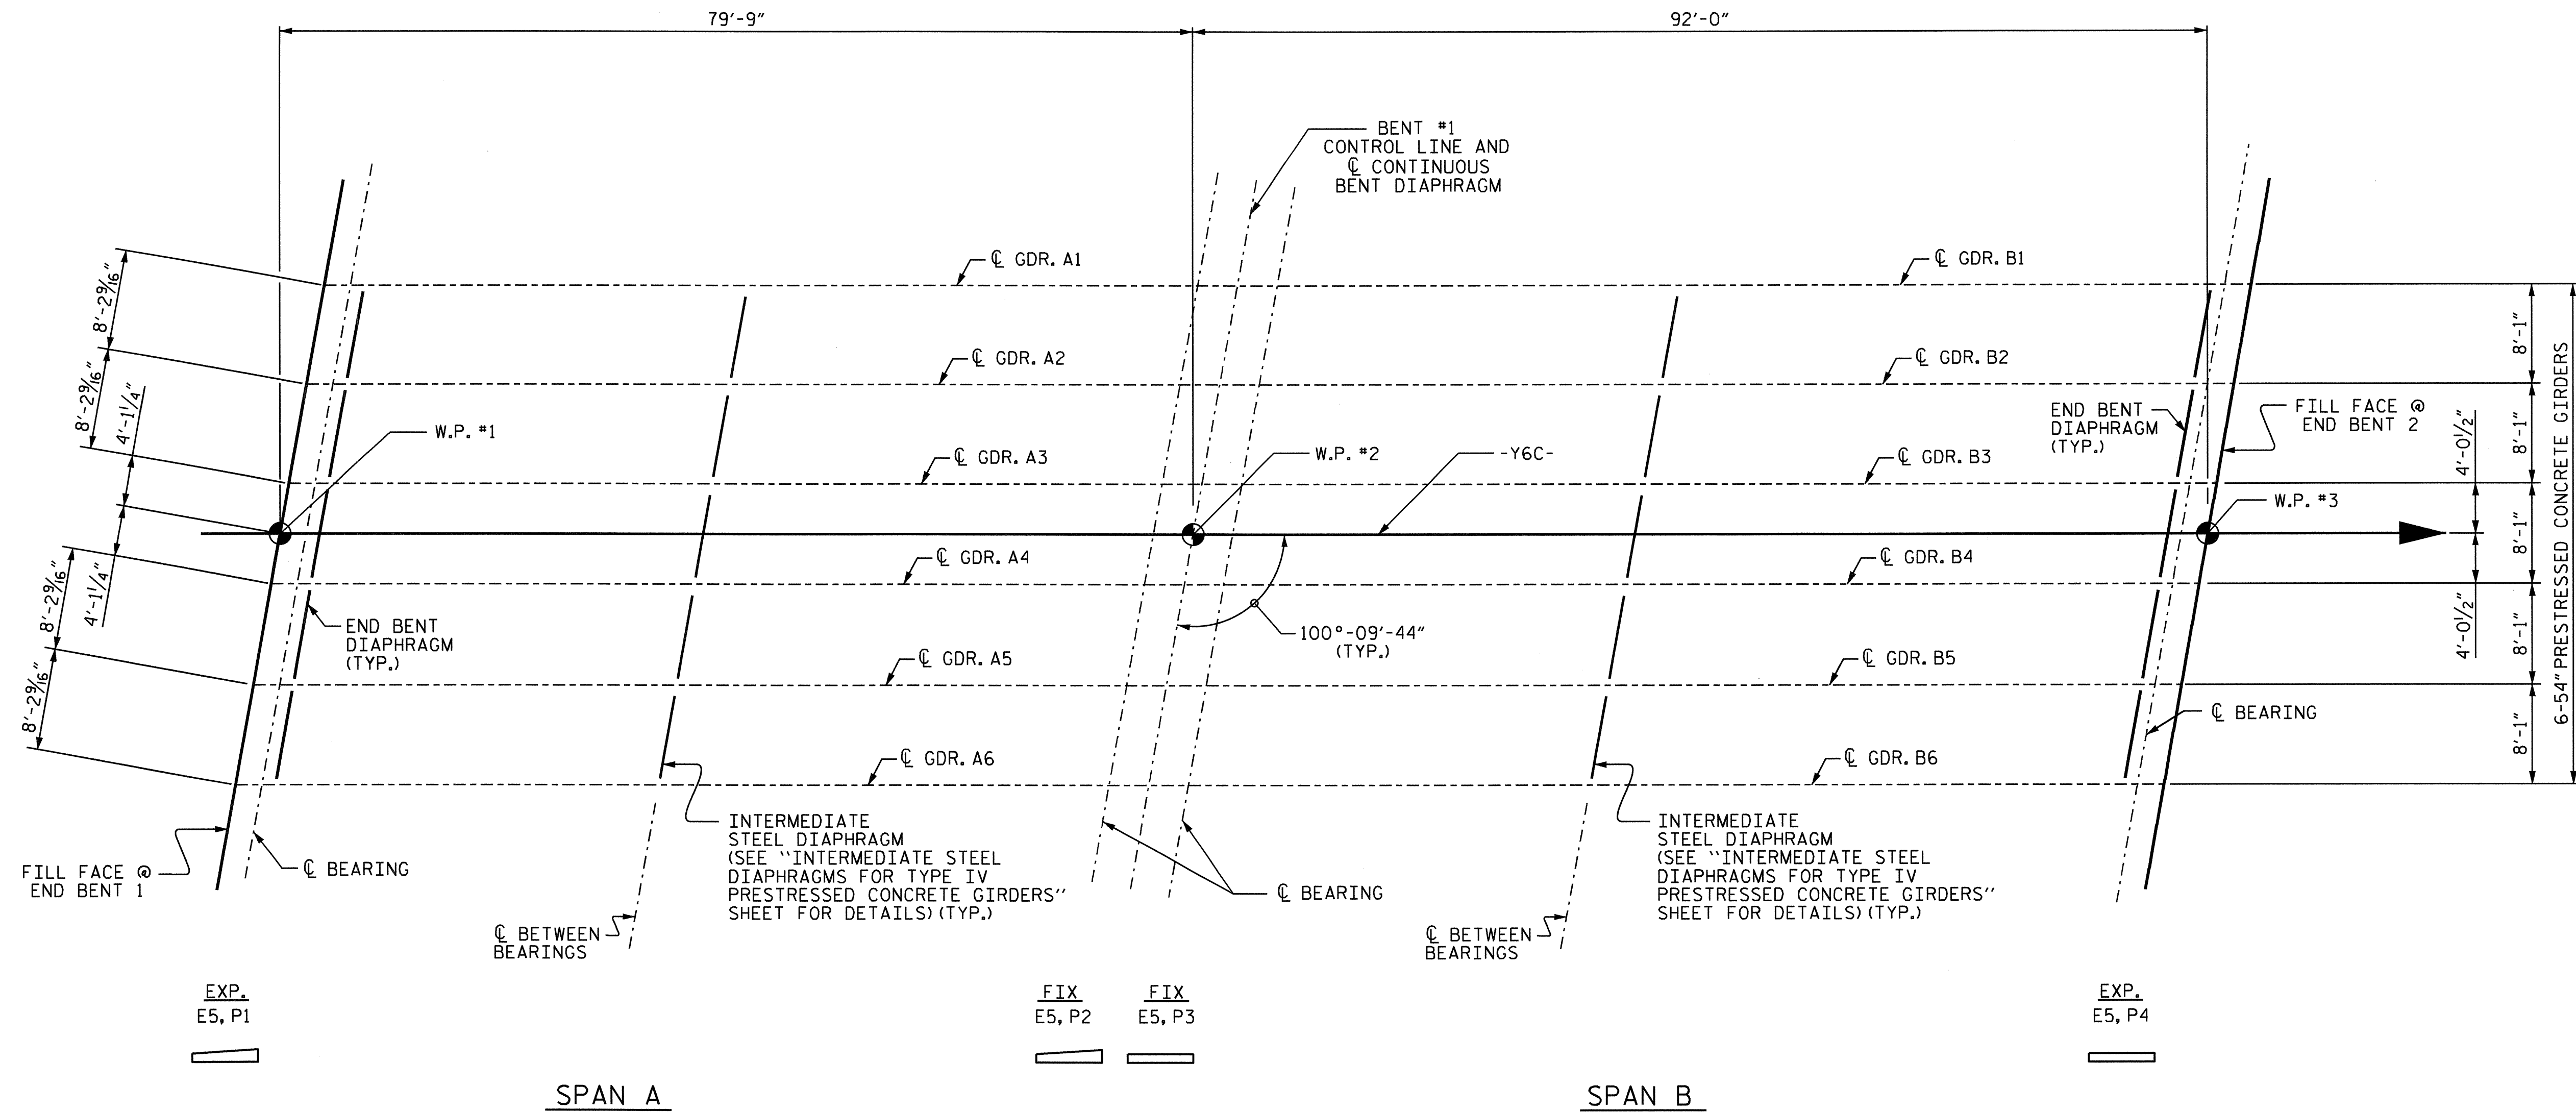 79'-9"
92'-0"
BENT #1
CONTROL LINE AND
℄ CONTINUOUS
BENT DIAPHRAGM
℄ GDR. A1
℄ GDR. B1
8'-2 9/16"
8'-1"
℄ GDR. A2
℄ GDR. B2
8'-2 9/16"
4'-1 1/4"
8'-1"
W.P. #1
END BENT
DIAPHRAGM
(TYP.)
FILL FACE @
END BENT 2
4'-0 1/2"
6-54" PRESTRESSED CONCRETE GIRDERS
℄ GDR. A3
W.P. #2
-Y6C-
℄ GDR. B3
W.P. #3
8'-1"
℄ GDR. A4
℄ GDR. B4
8'-2 9/16"
4'-1 1/4"
END BENT
DIAPHRAGM
(TYP.)
100°-09'-44"
(TYP.)
4'-0 1/2"
8'-1"
℄ GDR. A5
℄ GDR. B5
8'-2 9/16"
℄ BEARING
8'-1"
℄ GDR. A6
℄ GDR. B6
FILL FACE @
END BENT 1
℄ BEARING
INTERMEDIATE
STEEL DIAPHRAGM
(SEE ``INTERMEDIATE STEEL
DIAPHRAGMS FOR TYPE IV
PRESTRESSED CONCRETE GIRDERS''
SHEET FOR DETAILS) (TYP.)
℄ BEARING
INTERMEDIATE
STEEL DIAPHRAGM
(SEE ``INTERMEDIATE STEEL
DIAPHRAGMS FOR TYPE IV
PRESTRESSED CONCRETE GIRDERS''
SHEET FOR DETAILS) (TYP.)
℄ BETWEEN
BEARINGS
℄ BETWEEN
BEARINGS
EXP.
E5, P1
FIX
E5, P2
FIX
E5, P3
EXP.
E5, P4
SPAN A
SPAN B